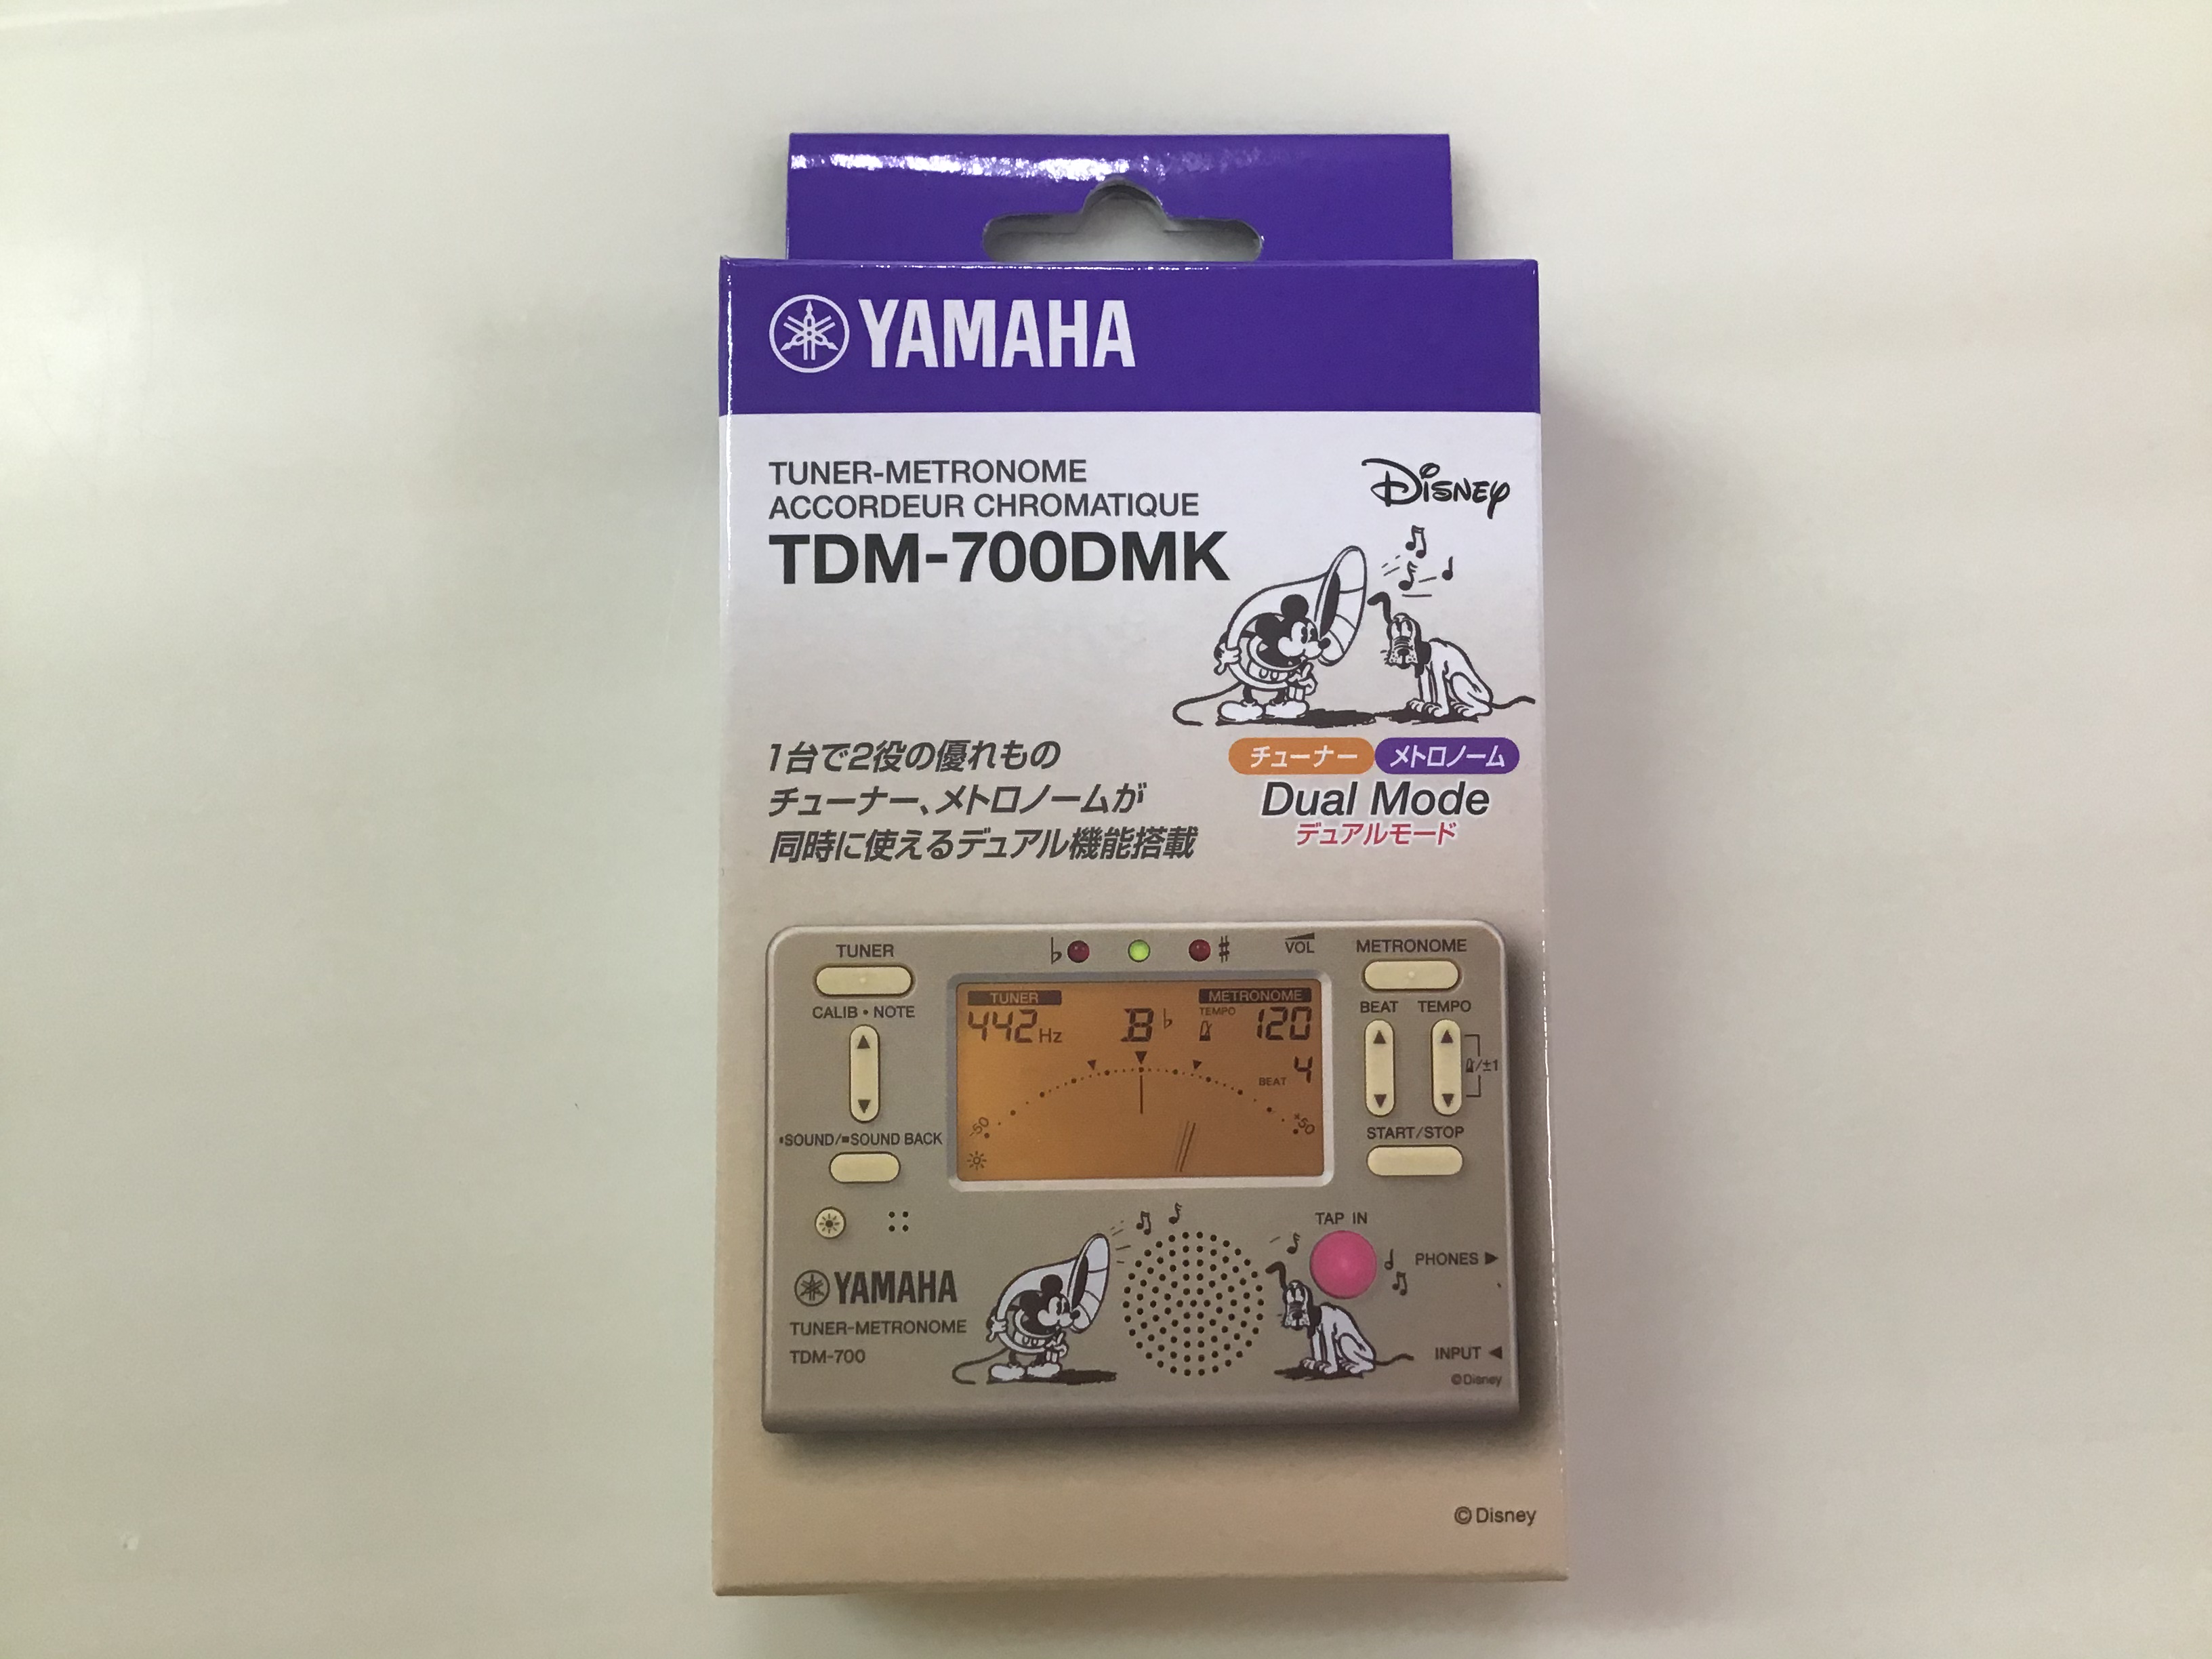 YAMAHA
TUNER-METRONOME
ACCORDEUR CHROMATIQUE
TDM-700DMK
Disney
1台で2役の優れもの
チューナー、メトロノームが
同時に使えるデュアル機能搭載
チューナー メトロノーム
Dual Mode
デュアルモード
TUNER
♭ ♯
VOL
METRONOME
CALIB・NOTE
BEAT TEMPO
TUNER
442Hz
B♭
METRONOME
TEMPO
120
BEAT 4
-50
+50
/±1
SOUND/SOUND BACK
START/STOP
TAP IN
PHONES ▶
YAMAHA
TUNER-METRONOME
TDM-700
INPUT ◀
©Disney
©Disney